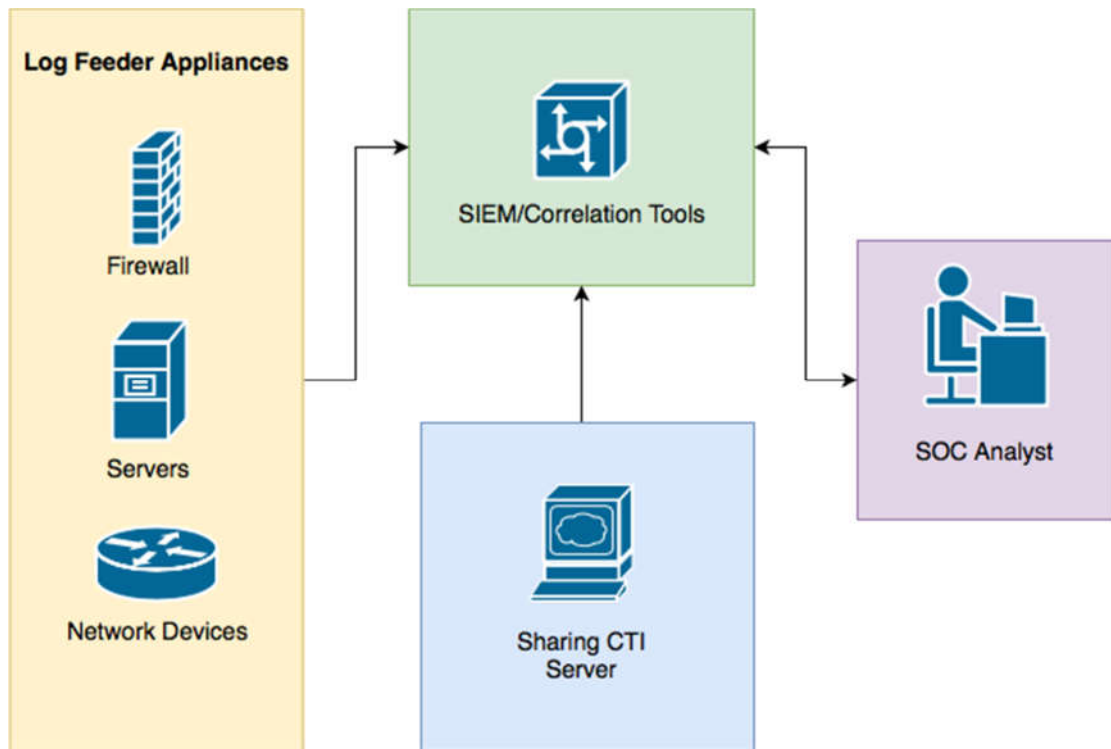 Log Feeder Appliances
Firewall
Servers
Network Devices
SIEM/Correlation Tools
Sharing CTI
Server
SOC Analyst